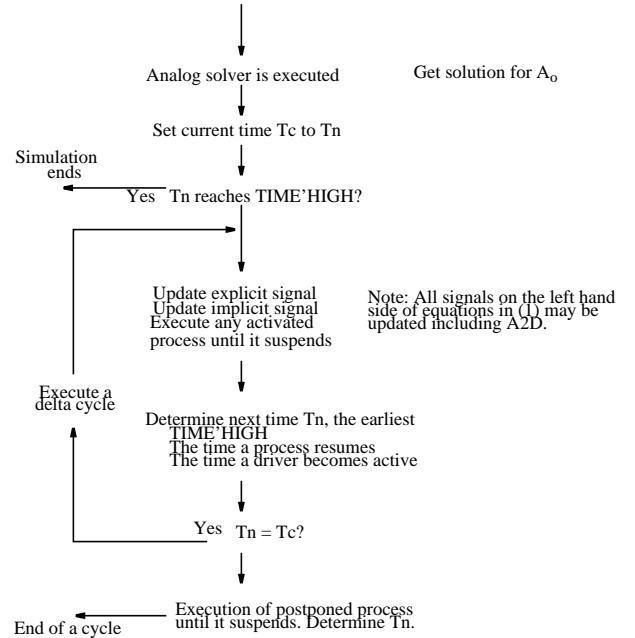 Analog solver is executed
Get solution for Ao
Set current time Tc to Tn
Simulation
ends
Yes Tn reaches TIME'HIGH?
Update explicit signal
Update implicit signal
Execute any activated
process until it suspends
Note: All signals on the left hand
side of equations in (1) may be
updated including A2D.
Execute a
delta cycle
Determine next time Tn, the earliest
TIME'HIGH
The time a process resumes
The time a driver becomes active
Yes Tn = Tc?
Execution of postponed process
until it suspends. Determine Tn.
End of a cycle